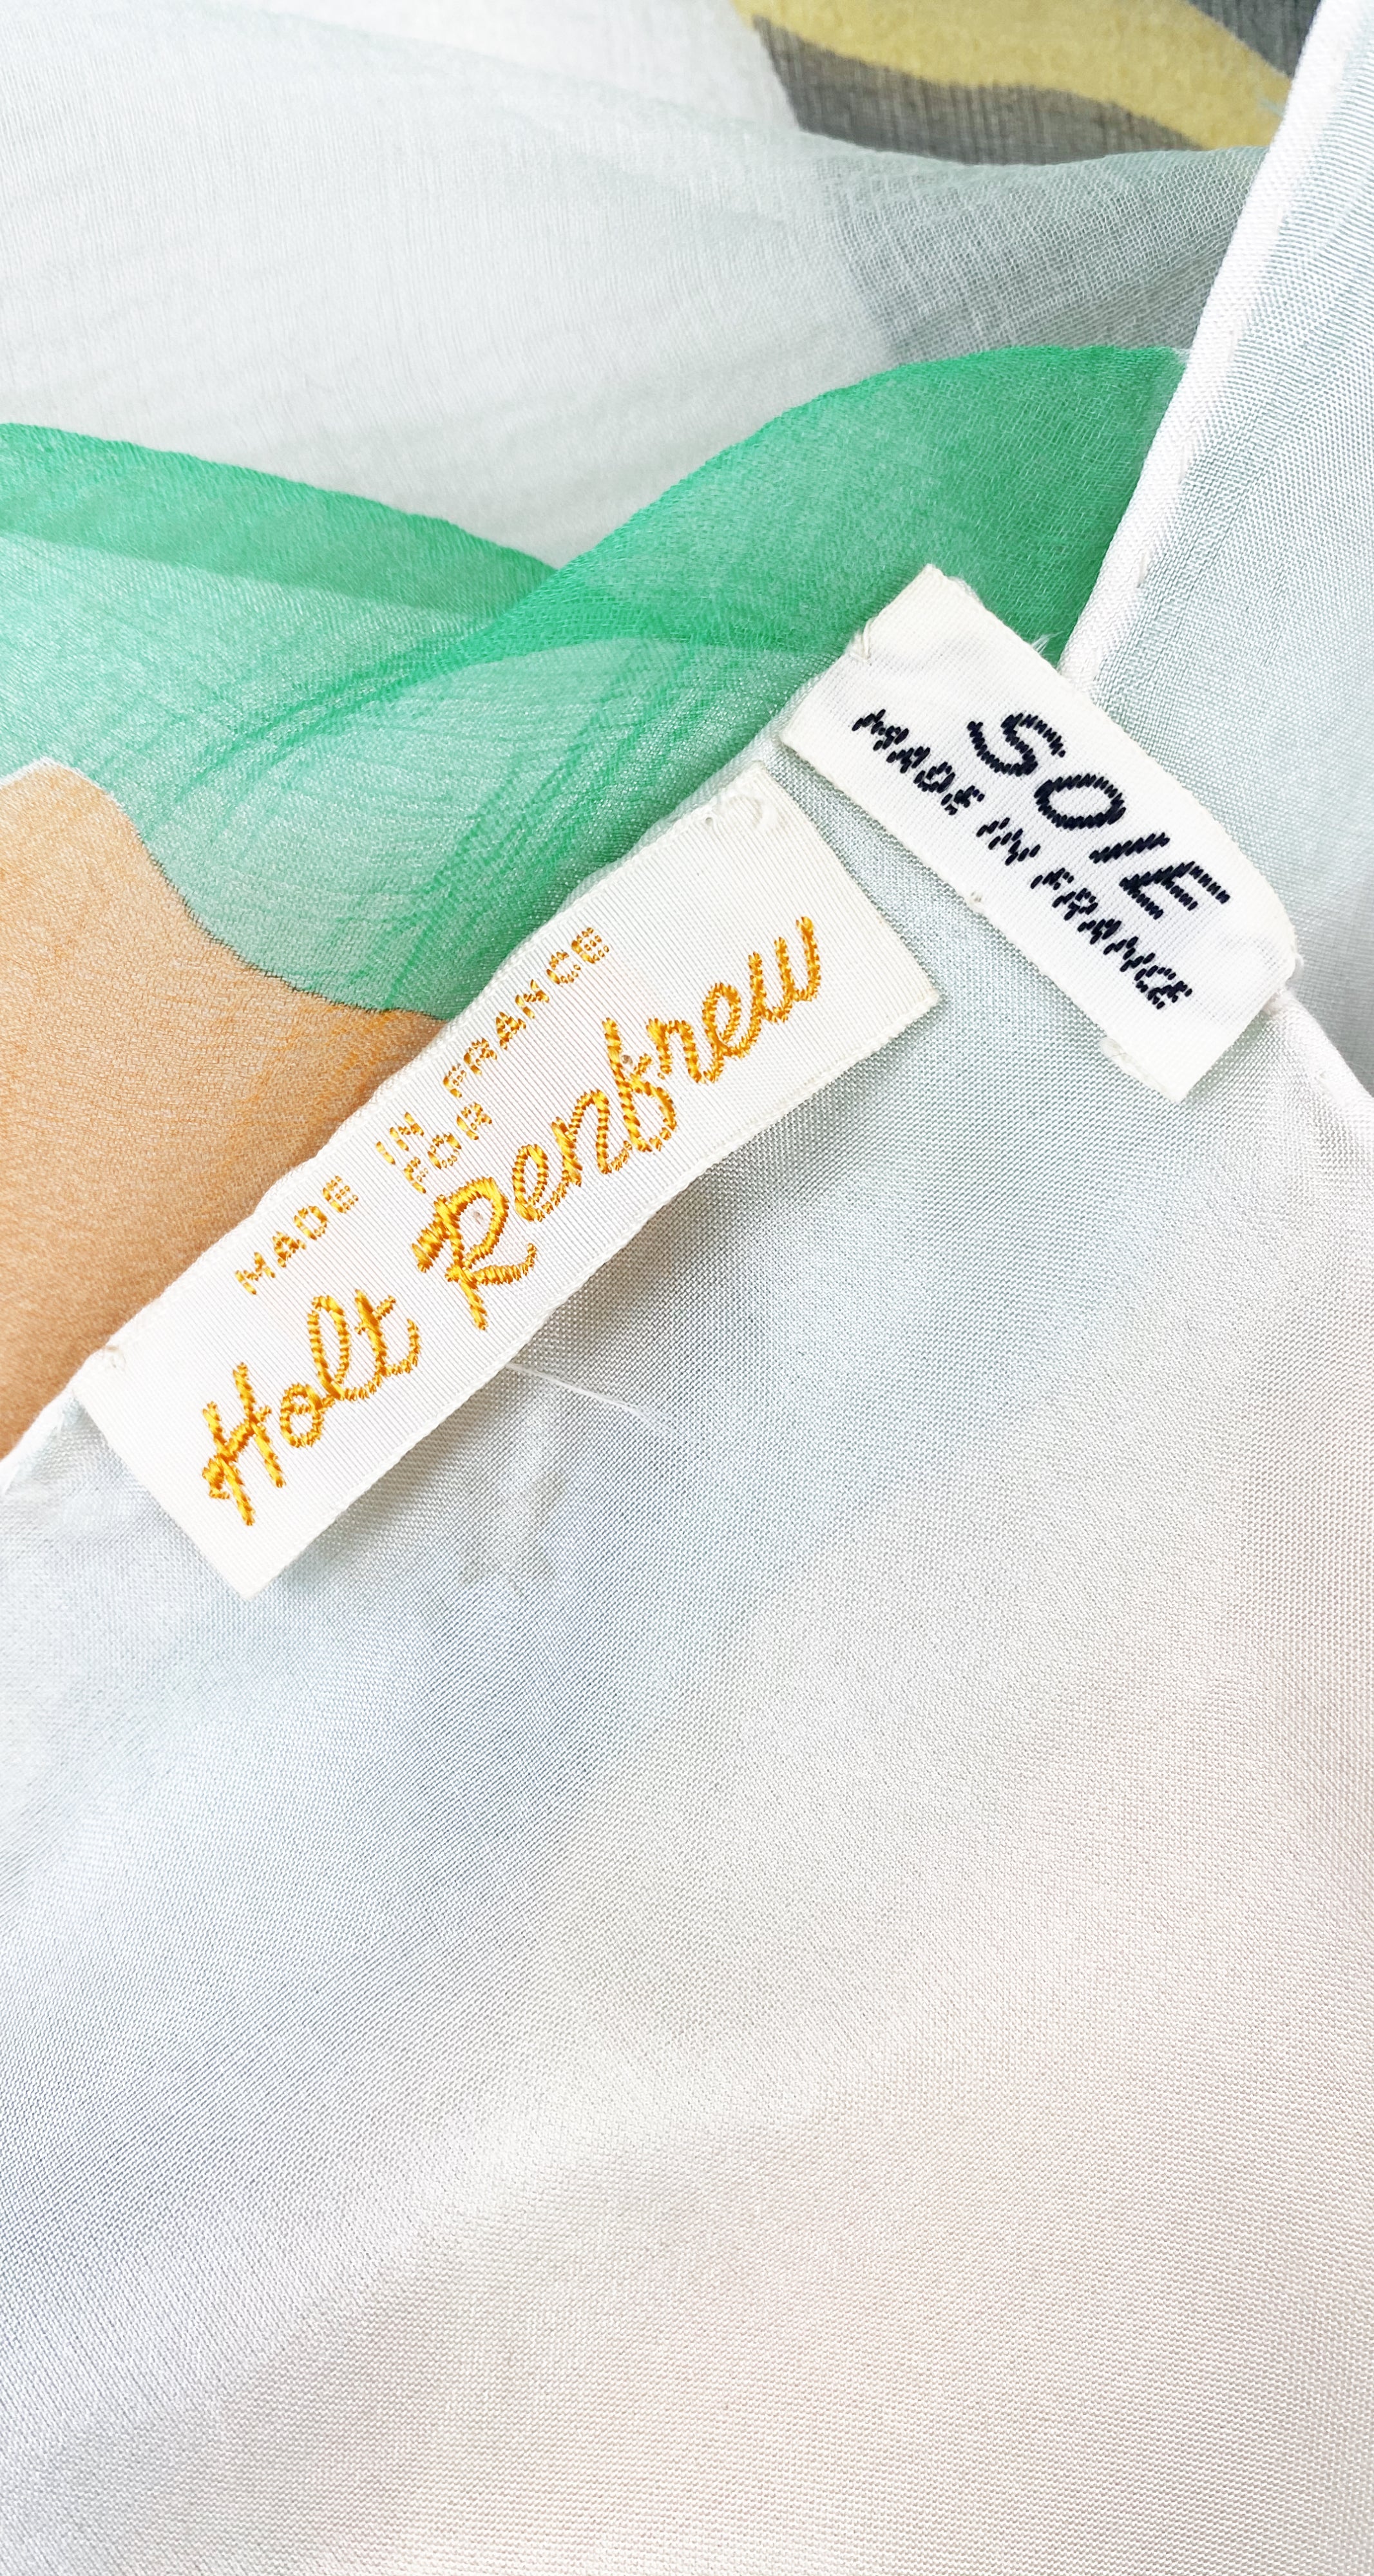 SOIE
MADE IN FRANCE
MADE IN FRANCE
FOR
Holt Renfrew